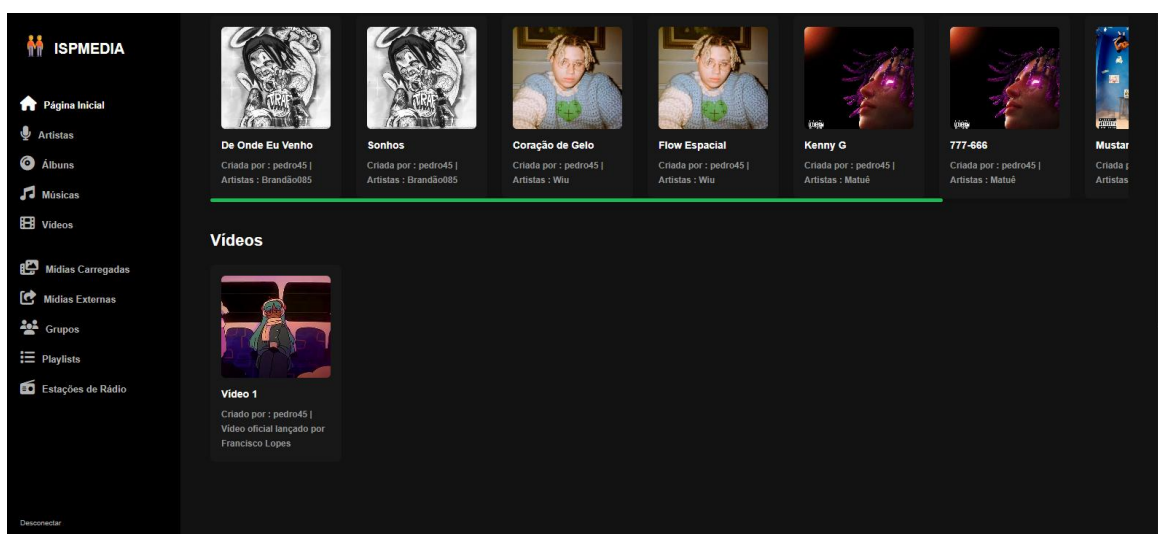 ISPMEDIA
Página Inicial
Artistas
Álbuns
Músicas
Vídeos
Mídias Carregadas
Mídias Externas
Grupos
Playlists
Estações de Rádio
Desconectar
De Onde Eu Venho
Criada por : pedro45 |
Artistas : Brandão085
Sonhos
Criada por : pedro45 |
Artistas : Brandão085
Coração de Gelo
Criada por : pedro45 |
Artistas : Wiu
Flow Espacial
Criada por : pedro45 |
Artistas : Wiu
Kenny G
Criada por : pedro45 |
Artistas : Matuê
777-666
Criada por : pedro45 |
Artistas : Matuê
Mustar
Criada p
Artistas
Vídeos
Vídeo 1
Criado por : pedro45 |
Vídeo oficial lançado por
Francisco Lopes